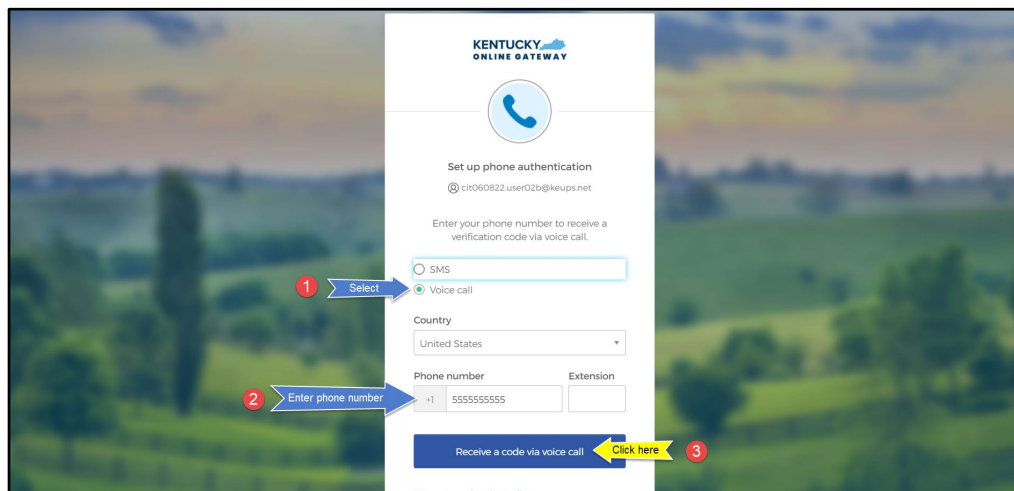 KENTUCKY
ONLINE GATEWAY
Set up phone authentication
cit060822.user02b@keups.net
Enter your phone number to receive a
verification code via voice call.
SMS
1 Select Voice call
Country
United States
Phone number Extension
2 Enter phone number +1 5555555555
Receive a code via voice call Click here 3